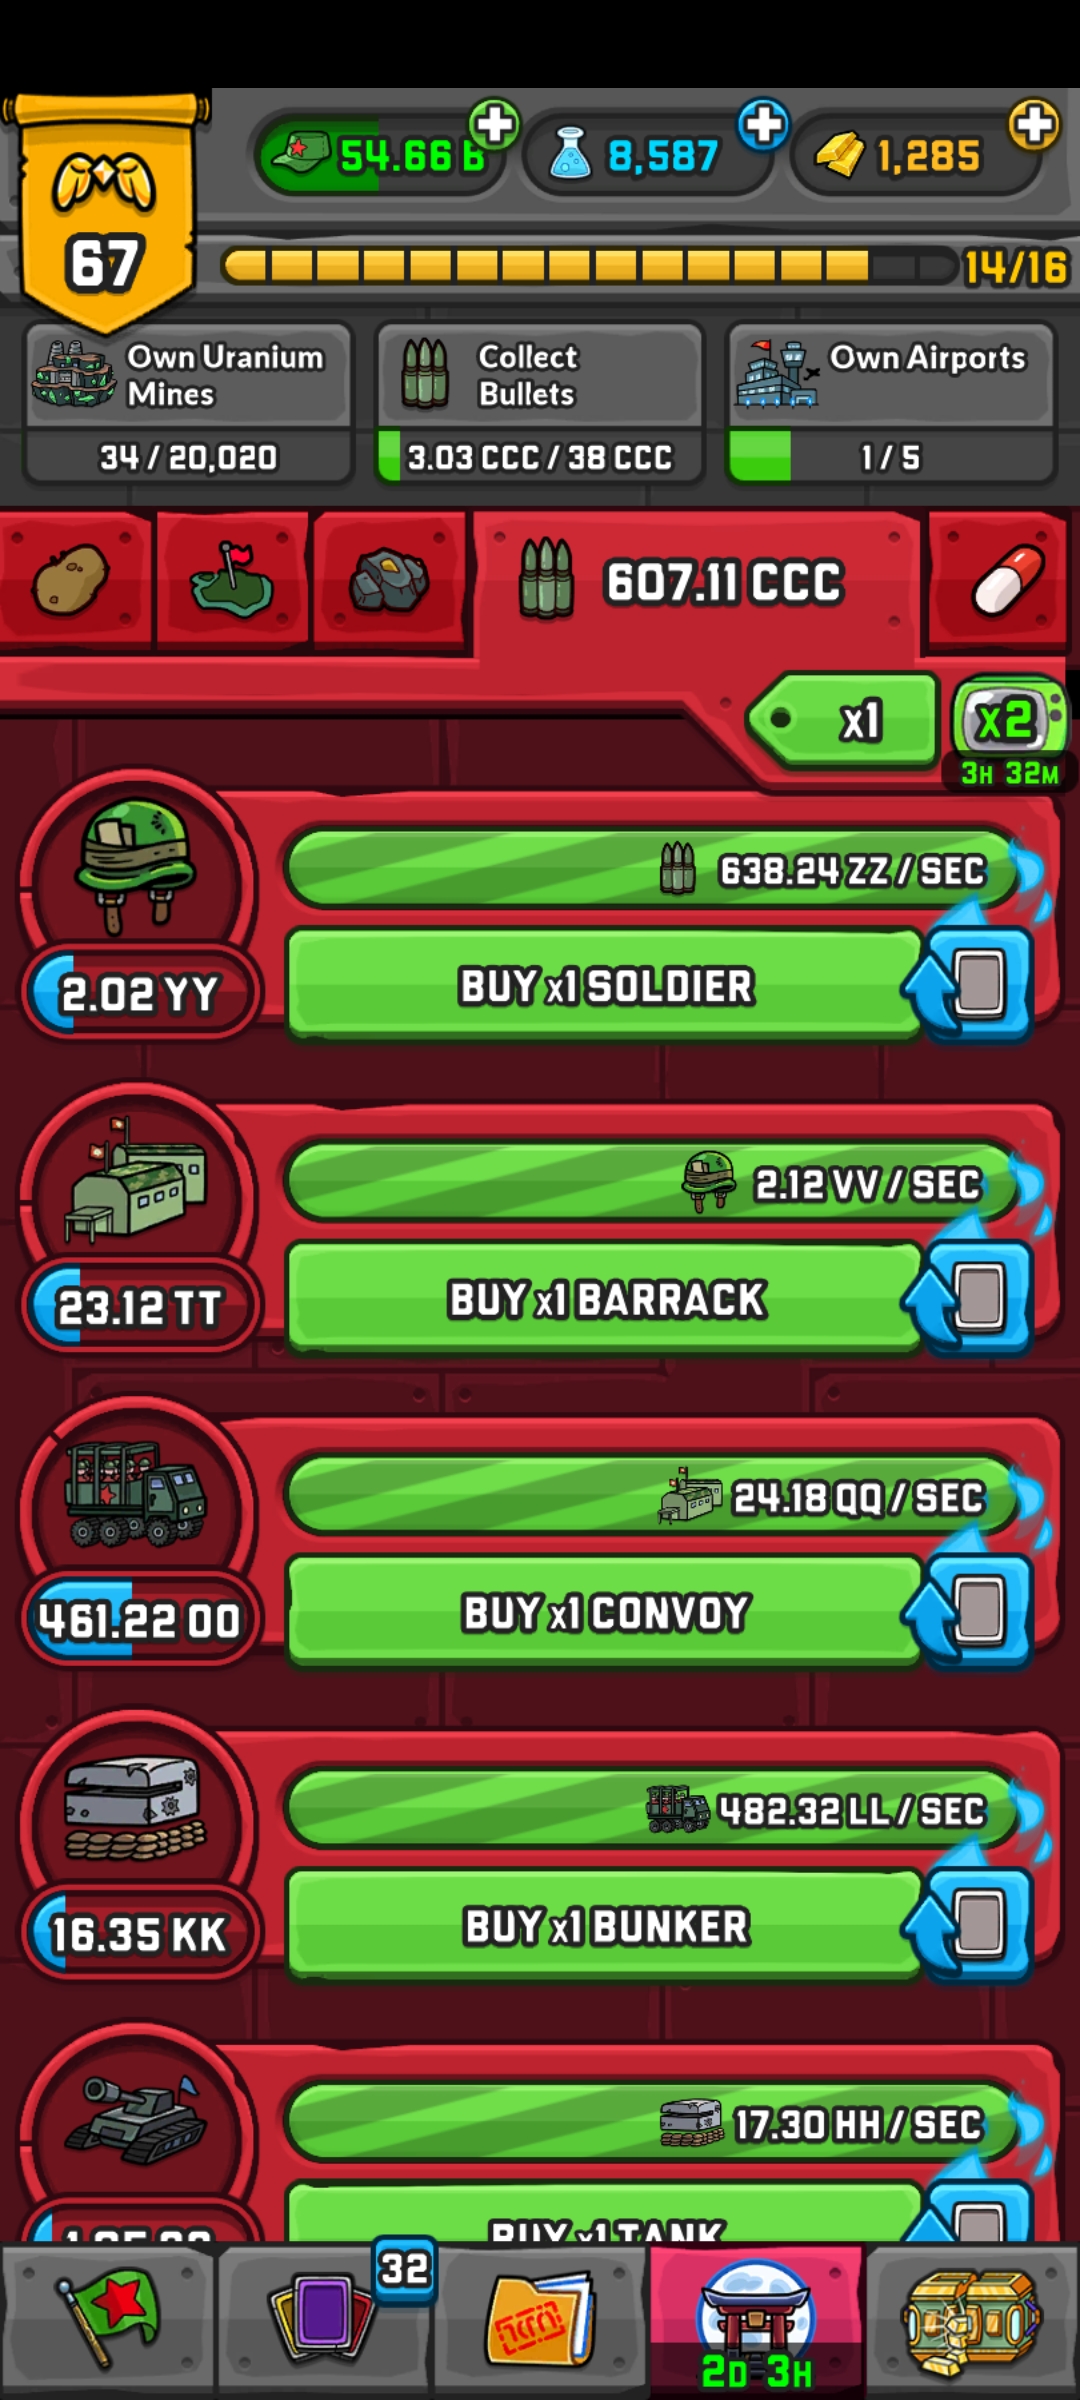 54.66 B
8,587
1,285
67
14/16
Own Uranium
Mines
34 / 20,020
Collect
Bullets
3.03 CCC / 38 CCC
Own Airports
1 / 5
607.11 CCC
x1
x2
3H 32M
638.24 ZZ / SEC
2.02 YY
BUY x1 SOLDIER
2.12 VV / SEC
23.12 TT
BUY x1 BARRACK
24.18 QQ / SEC
461.22 OO
BUY x1 CONVOY
482.32 LL / SEC
16.35 KK
BUY x1 BUNKER
17.30 HH / SEC
BUY x1 TANK
32
2D 3H